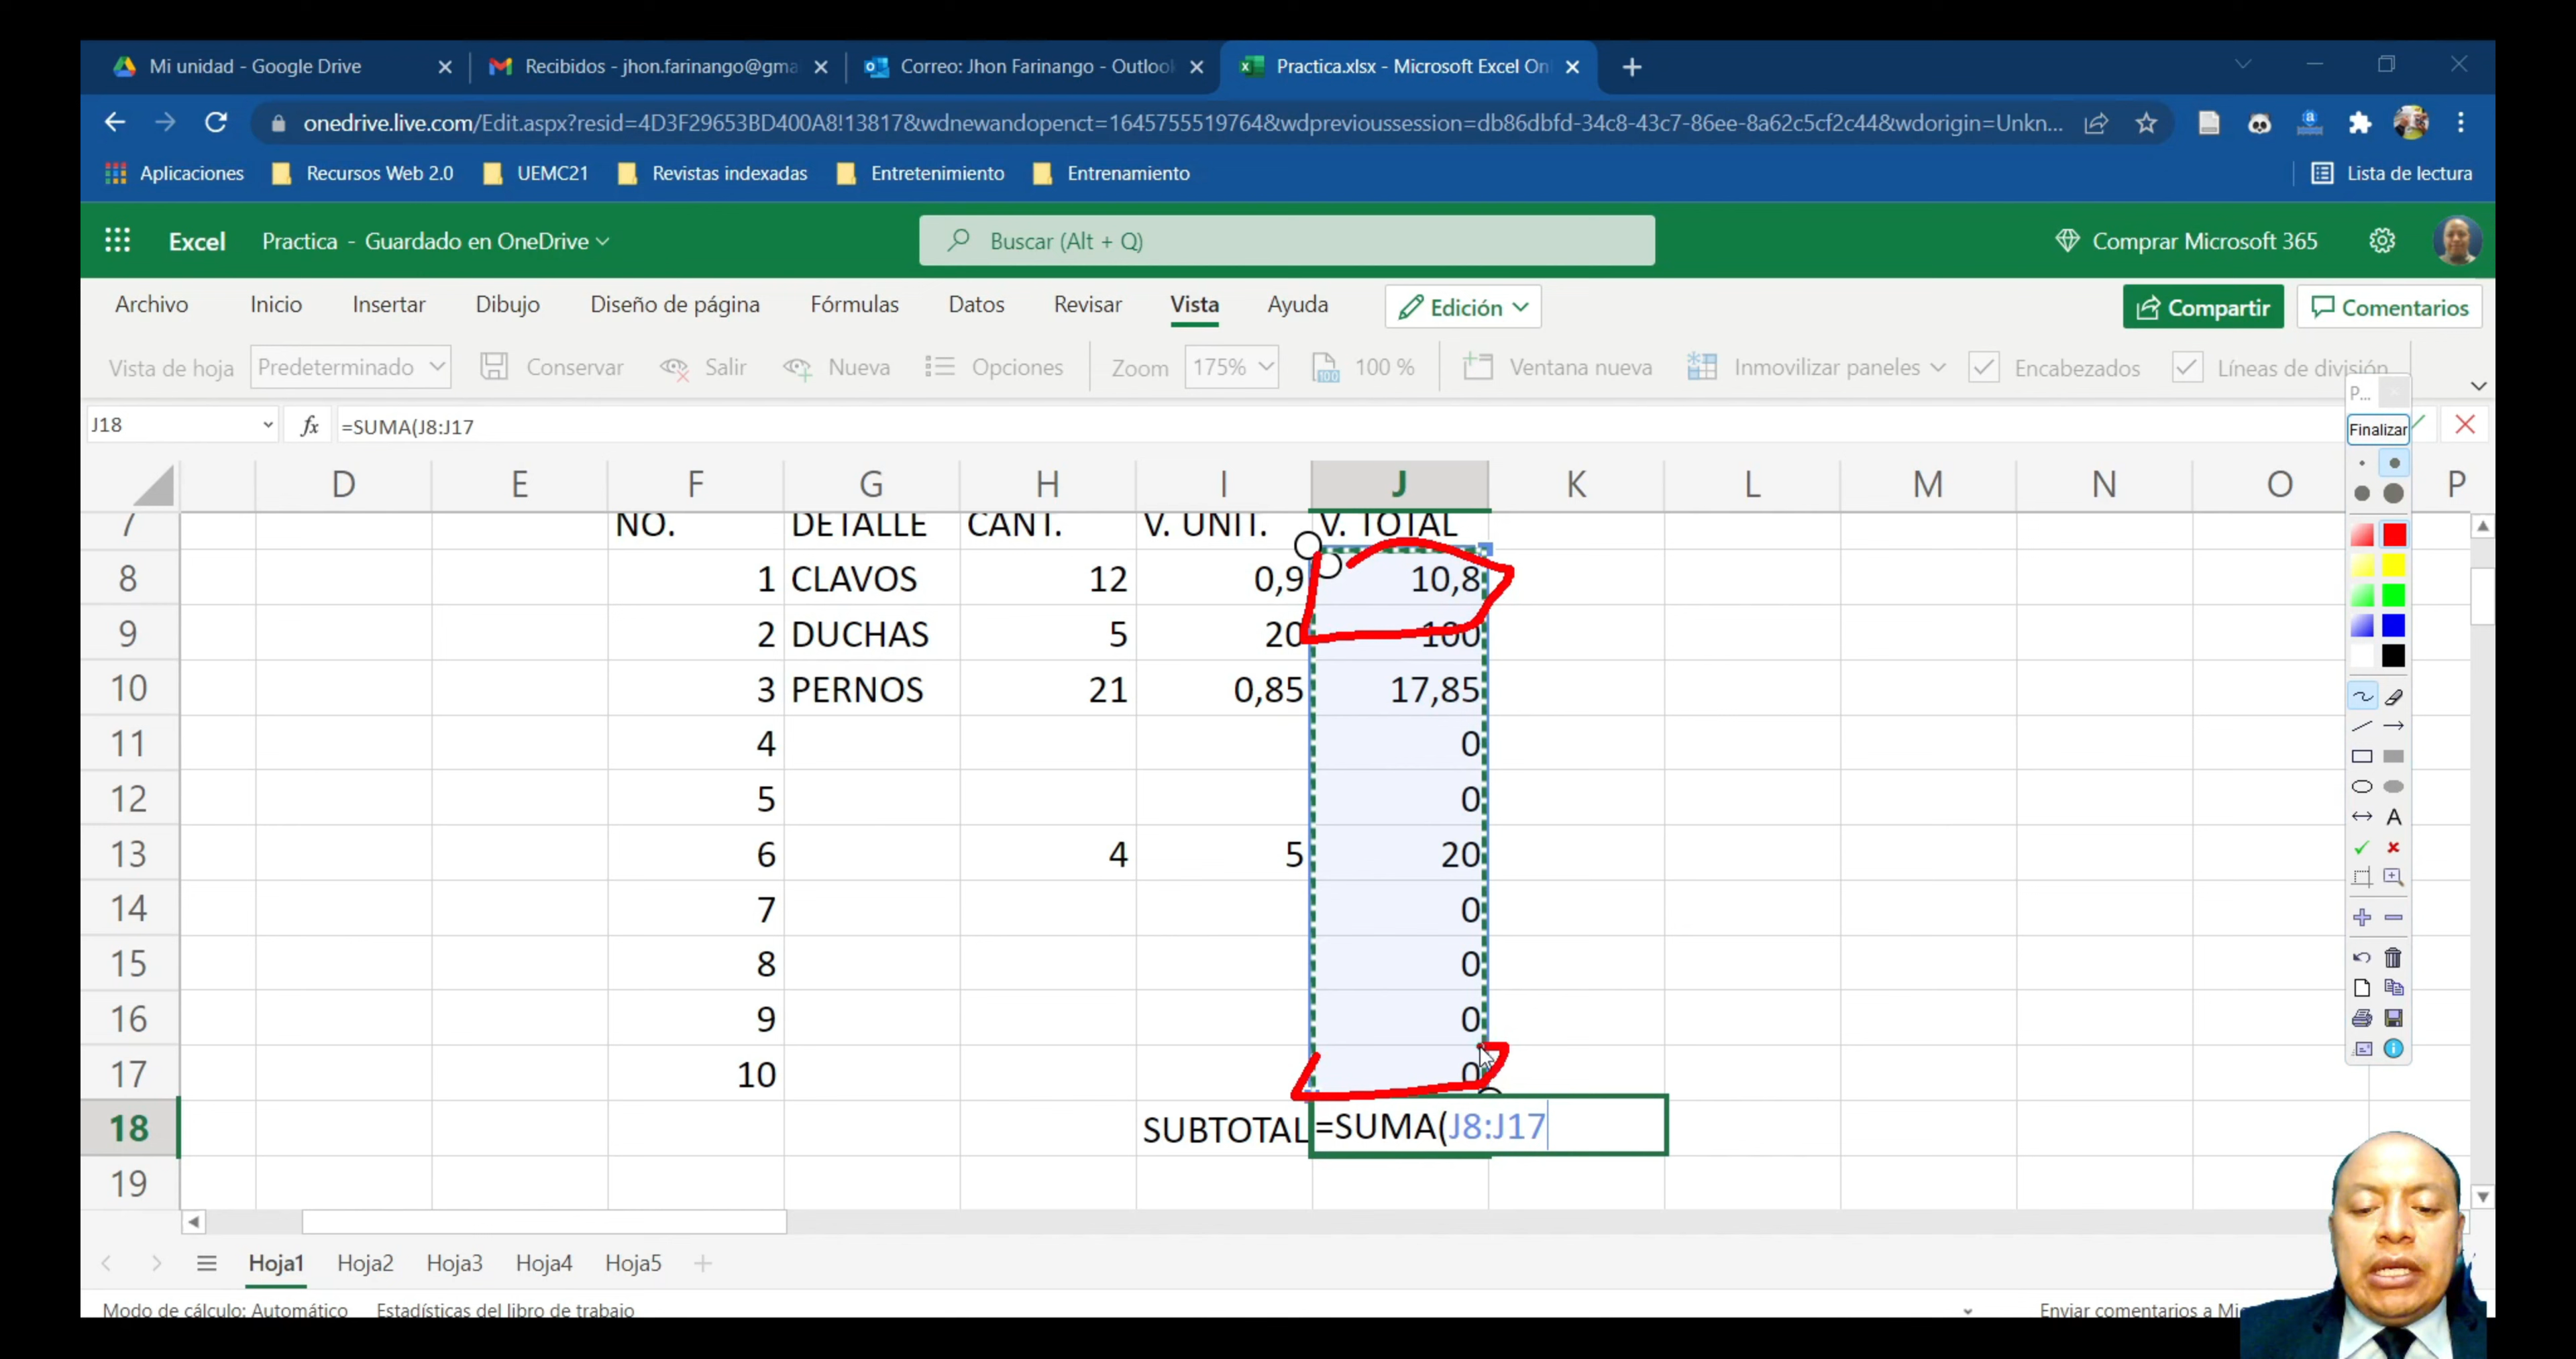 Mi unidad - Google Drive
Recibidos - jhon.farinango@gma
Correo: Jhon Farinango - Outlook
Practica.xlsx - Microsoft Excel On
onedrive.live.com/Edit.aspx?resid=4D3F29653BD400A8!13817&wdnewandopenct=1645755519764&wdprevioussession=db86dbfd-34c8-43c7-86ee-8a62c5cf2c44&wdorigin=Unkn...
Aplicaciones Recursos Web 2.0 UEMC21 Revistas indexadas Entretenimiento Entrenamiento Lista de lectura
Excel Practica - Guardado en OneDrive Buscar (Alt + Q) Comprar Microsoft 365
Archivo Inicio Insertar Dibujo Diseño de página Fórmulas Datos Revisar Vista Ayuda Edición Compartir Comentarios
Vista de hoja Predeterminado Conservar Salir Nueva Opciones Zoom 175% 100 % Ventana nueva Inmovilizar paneles Encabezados Líneas de división
P...
J18 fx =SUMA(J8:J17
Finalizar
D E F G H I J K L M N O P
7 NO. DETALLE CANT. V. UNIT. V. TOTAL
8 1 CLAVOS 12 0,9 10,8
9 2 DUCHAS 5 20 100
10 3 PERNOS 21 0,85 17,85
11 4 0
12 5 0
13 6 4 5 20
14 7 0
15 8 0
16 9 0
17 10 0
18 SUBTOTAL =SUMA(J8:J17
19
Hoja1 Hoja2 Hoja3 Hoja4 Hoja5
Modo de cálculo: Automático Estadísticas del libro de trabajo Enviar comentarios a Mi